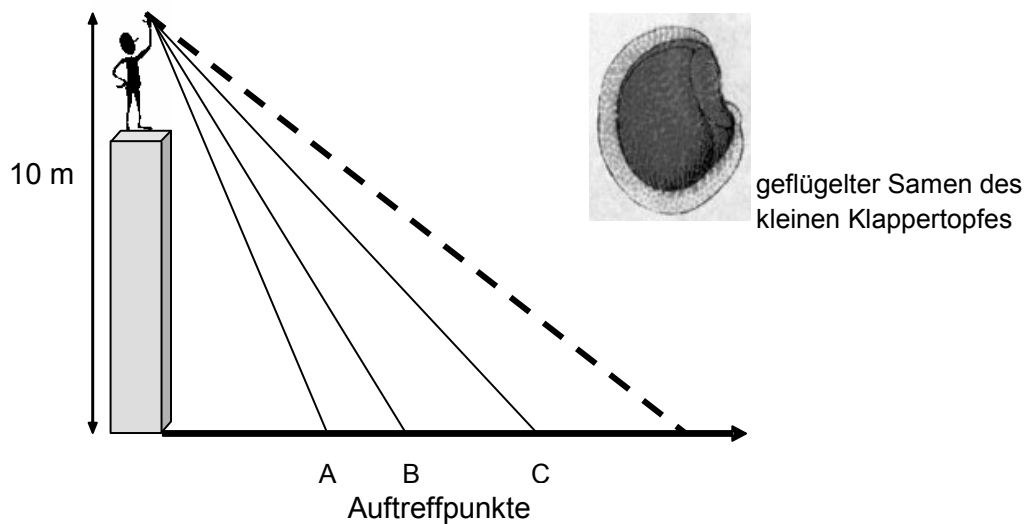 10 m
geflügelter Samen des
kleinen Klappertopfes
A B C
Auftreffpunkte